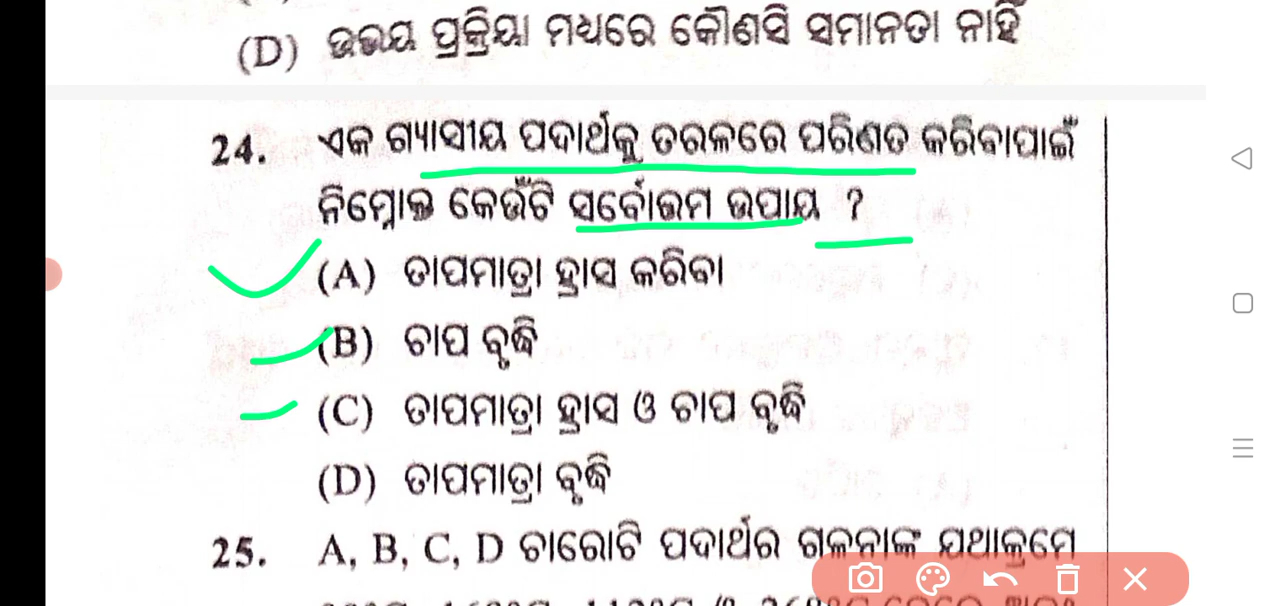 (D) ଉଭୟ ପ୍ରକ୍ରିୟା ମଧ୍ୟରେ କୌଣସି ସମାନତା ନାହିଁ
24. ଏକ ଗ୍ୟାସୀୟ ପଦାର୍ଥକୁ ତରଳରେ ପରିଣତ କରିବାପାଇଁ
ନିମ୍ନୋକ୍ତ କେଉଁଟି ସର୍ବୋତ୍ତମ ଉପାୟ ?
(A) ତାପମାତ୍ରା ହ୍ରାସ କରିବା
(B) ଚାପ ବୃଦ୍ଧି
(C) ତାପମାତ୍ରା ହ୍ରାସ ଓ ଚାପ ବୃଦ୍ଧି
(D) ତାପମାତ୍ରା ବୃଦ୍ଧି
25. A, B, C, D ଚାରୋଟି ପଦାର୍ଥର ଗଳନାଙ୍କ ଯଥାକ୍ରମେ